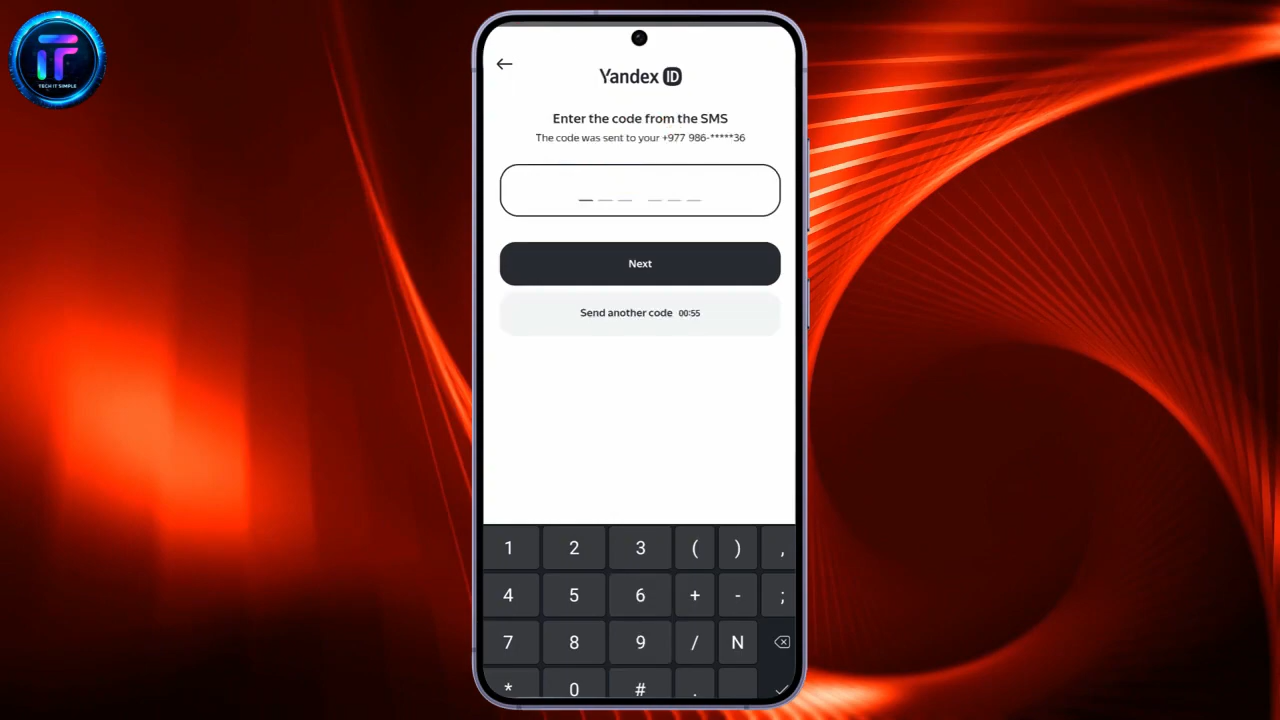 TF
TECH IT SIMPLE
Yandex ID
Enter the code from the SMS
The code was sent to your +977 986-*****36
Next
Send another code 00:55
1 2 3 ( ) ,
4 5 6 + - ;
7 8 9 / N
* 0 # .